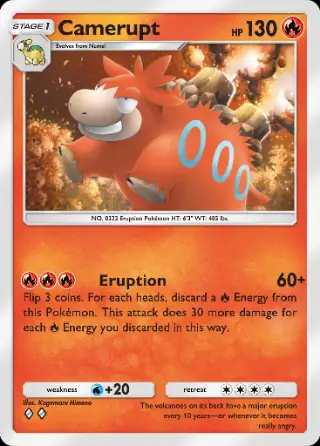 STAGE 1 Camerupt HP 130
Evolves from Numel
NO. 0323 Eruption Pokémon HT: 6'3" WT: 485 lbs.
Eruption 60+
Flip 3 coins. For each heads, discard a Energy from
this Pokémon. This attack does 30 more damage for
each Energy you discarded in this way.
weakness +20 retreat
Illus. Kagemaru Himeno
The volcanoes on its back have a major eruption
every 10 years—or whenever it becomes
really angry.